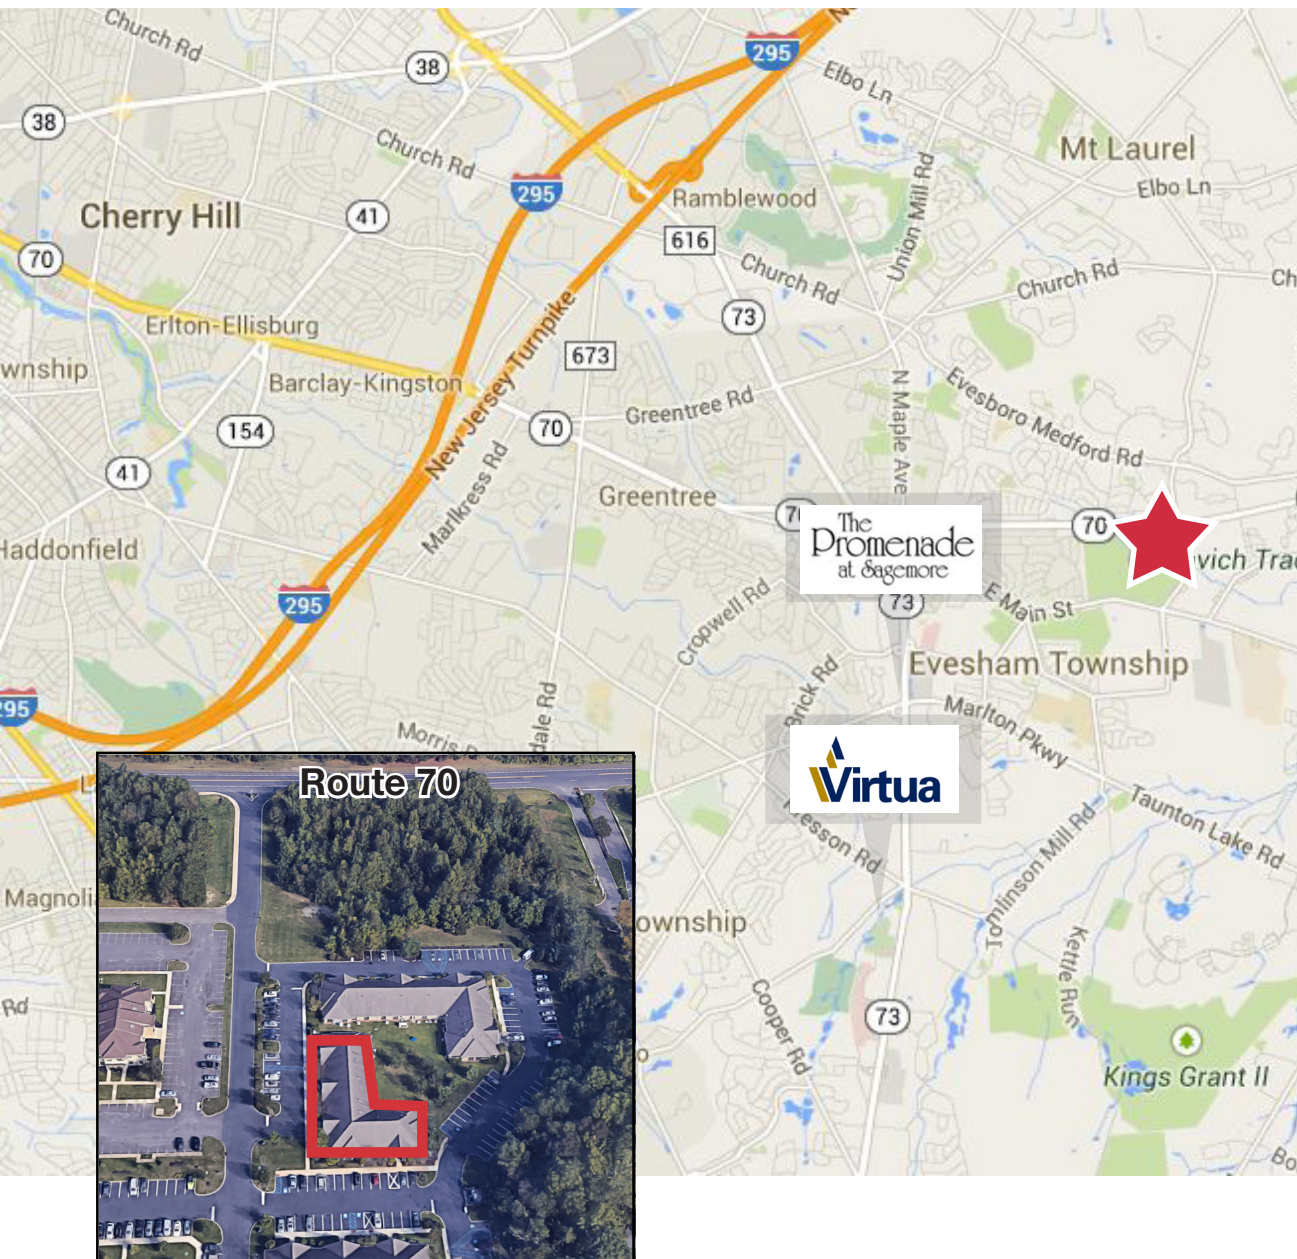 Church Rd
38
295
Elbo Ln
38
Church Rd
Mt Laurel
Elbo Ln
295
Ramblewood
Union Mill Rd
Cherry Hill
41
616
70
Church Rd
Church Rd
Ch
Erlton-Ellisburg
73
New Jersey Turnpike
673
wnship
Barclay-Kingston
N Maple Ave
Evesboro Medford Rd
Greentree Rd
154
70
41
Marlkress Rd
Greentree
70
The
Promenade
at Sagemore
70
Haddonfield
vich Trac
295
73
E Main St
Cropwell Rd
Evesham Township
295
Brick Rd
dale Rd
Marlton Pkwy
Morris
Route 70
Virtua
Taunton Lake Rd
esson Rd
Tomlinson Mill Rd
Magnolia
ownship
Kettle Run
Cooper Rd
Rd
73
Kings Grant II
Bo